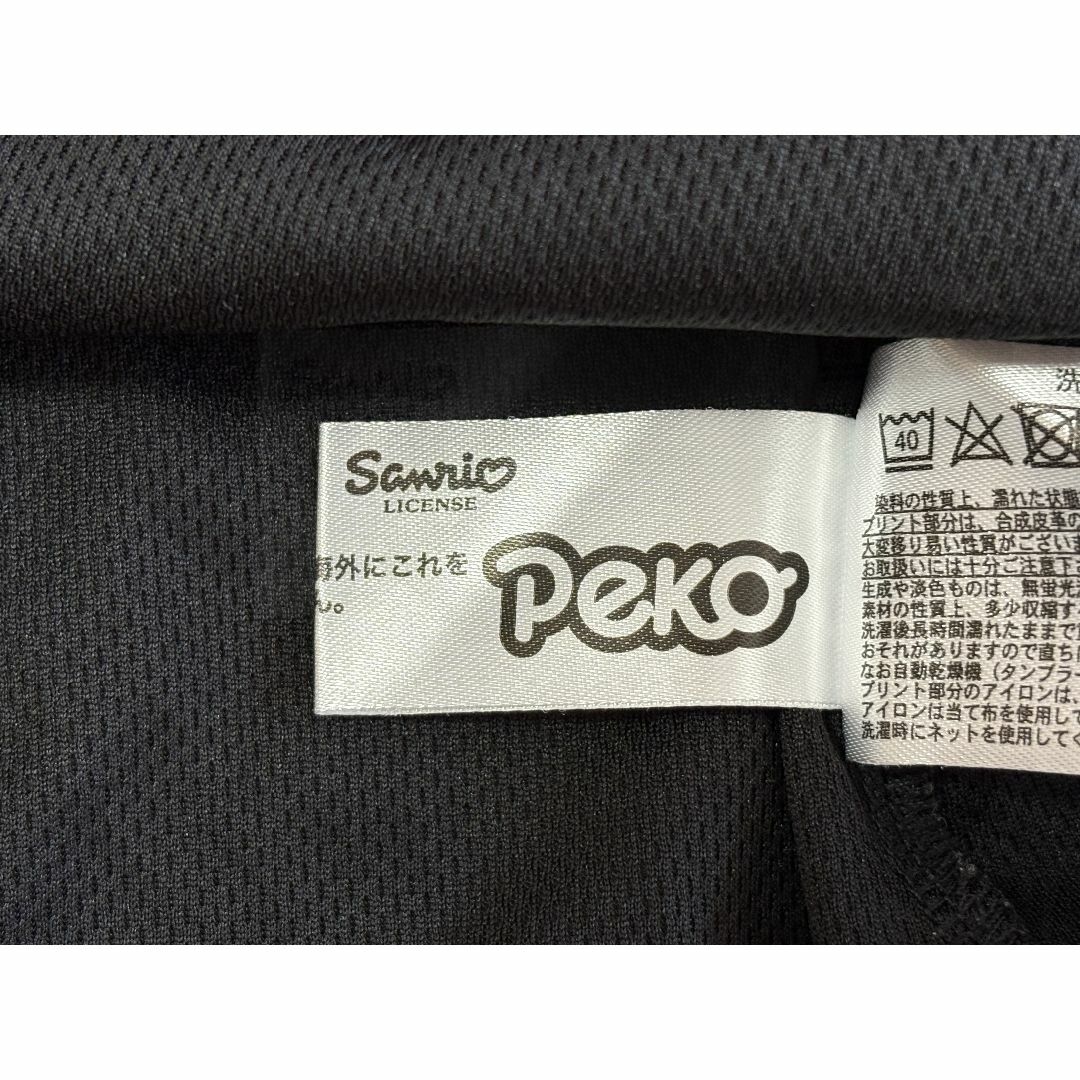 Sanrio
LICENSE
海外にこれを
ん。
Peko
洗
40
染料の性質上、濡れた状態
プリント部分は、合成皮革の
大変移り易い性質がございま
お取扱いには十分ご注意下
生成や淡色ものは、無蛍光
素材の性質上、多少収縮す
洗濯後長時間濡れたままで
おそれがありますので直ち
なお自動乾燥機（タンブラー
プリント部分のアイロンは、
アイロンは当て布を使用して
洗濯時にネットを使用してく